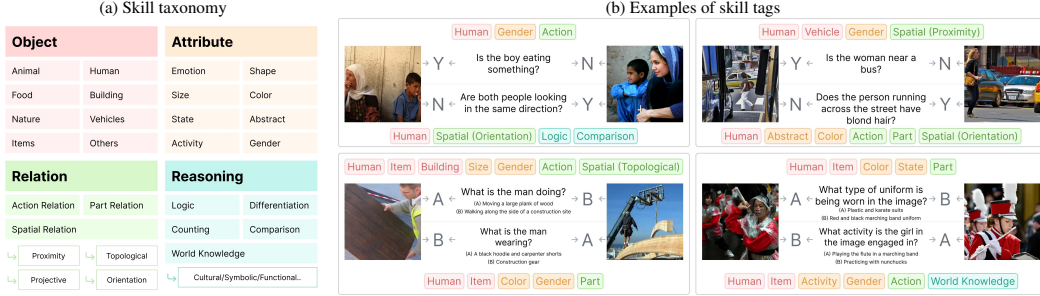 (a) Skill taxonomy
Object
Attribute
Animal
Human
Emotion
Shape
Food
Building
Size
Color
Nature
Vehicles
State
Abstract
Items
Others
Activity
Gender
Relation
Reasoning
Action Relation
Part Relation
Logic
Differentiation
Spatial Relation
Counting
Comparison
Proximity
Topological
World Knowledge
Projective
Orientation
Cultural/Symbolic/Functional..
(b) Examples of skill tags
Human Gender Action
Y
Is the boy eating
something?
N
N
Are both people looking
in the same direction?
Y
Human Spatial (Orientation) Logic Comparison
Human Vehicle Gender Spatial (Proximity)
Y
Is the woman near a
bus?
N
N
Does the person running
across the street have
blond hair?
Y
Human Abstract Color Action Part Spatial (Orientation)
Human Item Building Size Gender Action Spatial (Topological)
A
What is the man doing?
(A) Moving a large plank of wood
(B) Walking along the side of a construction site
B
B
What is the man
wearing?
(A) A black hoodie and carpenter shorts
(B) Construction gear
A
Human Item Color Gender Part
Human Item Color State Part
A
What type of uniform is
being worn in the image?
(A) Plastic and karate suits
(B) Red and black marching band uniform
B
B
What activity is the girl in
the image engaged in?
(A) Playing the flute in a marching band
(B) Practicing with nunchucks
A
Human Item Activity Gender Action World Knowledge